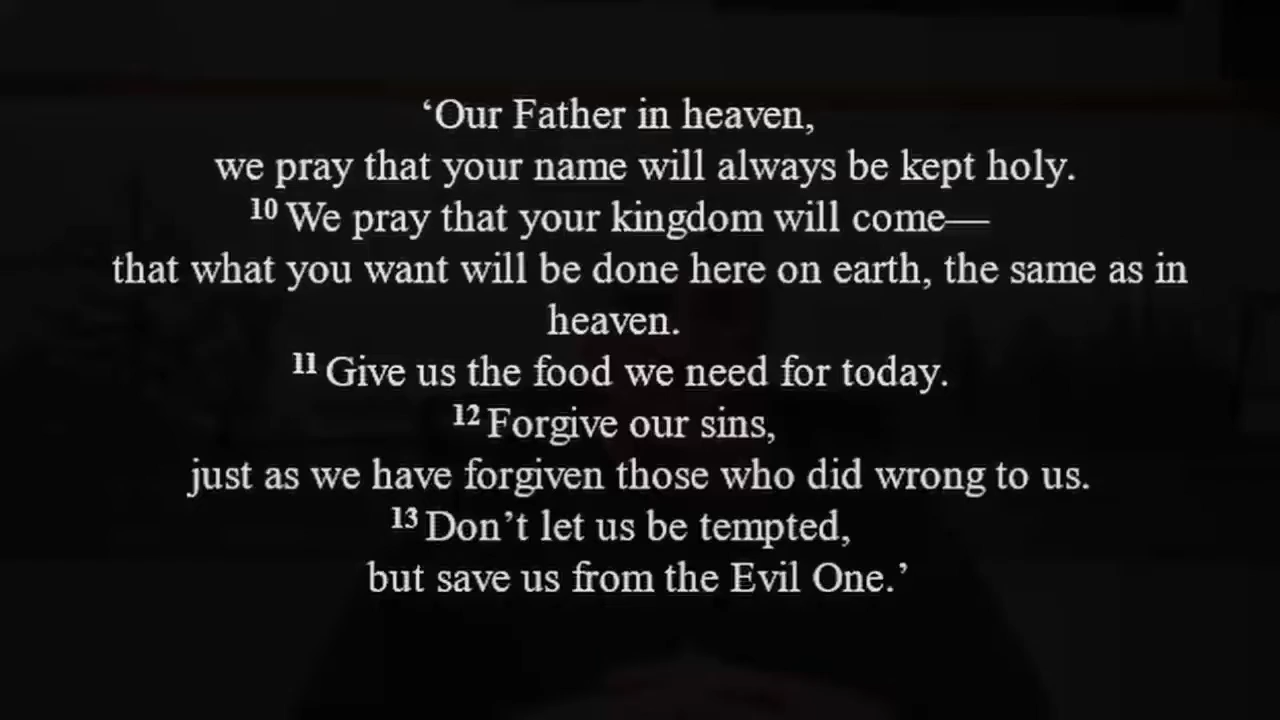 ‘Our Father in heaven,
we pray that your name will always be kept holy.
10 We pray that your kingdom will come—
that what you want will be done here on earth, the same as in
heaven.
11 Give us the food we need for today.
12 Forgive our sins,
just as we have forgiven those who did wrong to us.
13 Don’t let us be tempted,
but save us from the Evil One.’